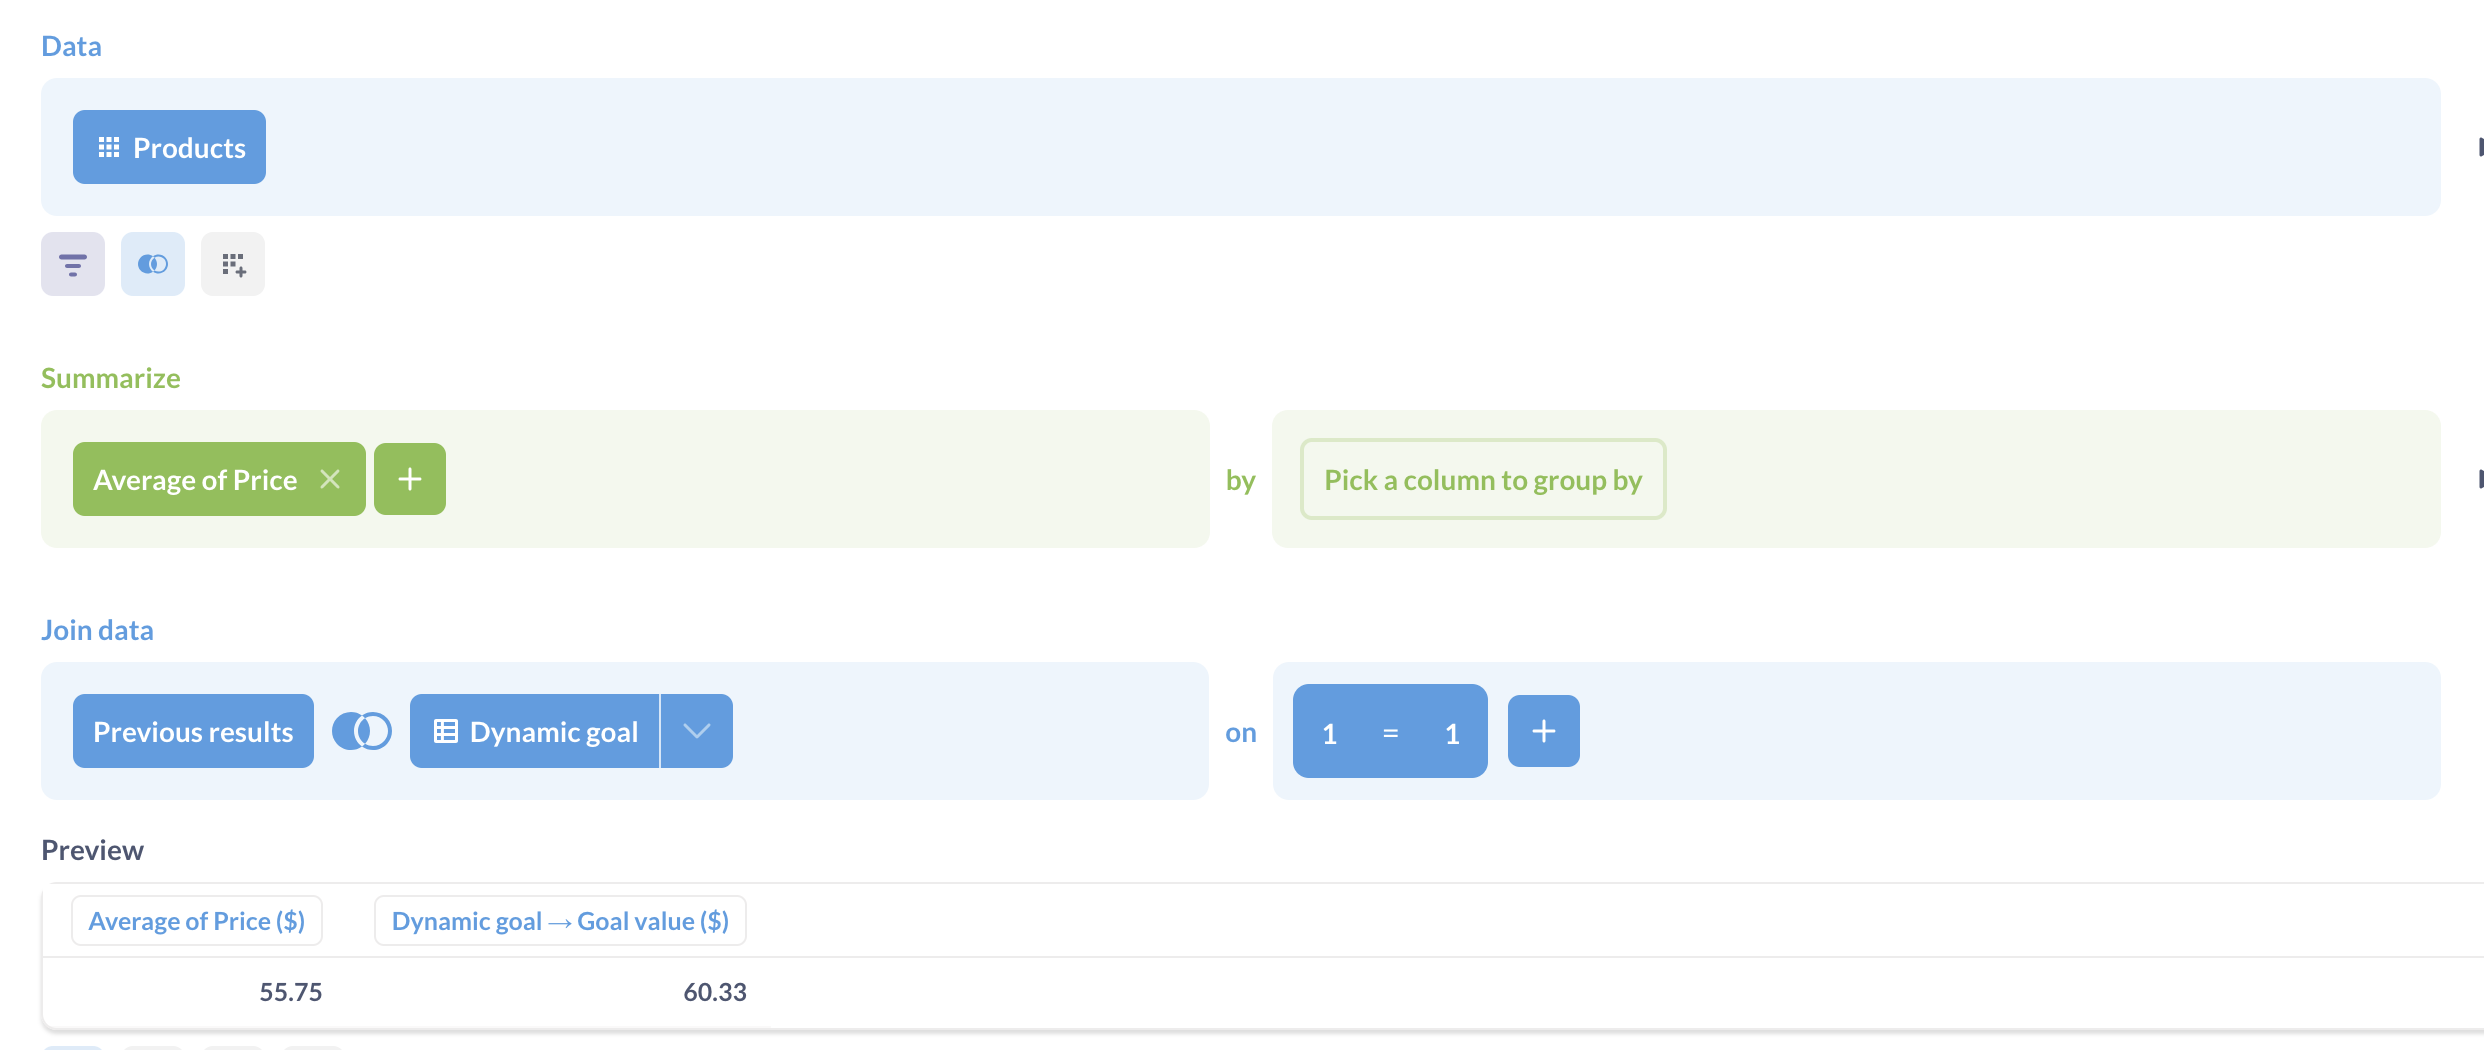 Data
Products
Summarize
Average of Price
by
Pick a column to group by
Join data
Previous results
Dynamic goal
on
1 = 1
Preview
Average of Price ($)
Dynamic goal → Goal value ($)
55.75
60.33